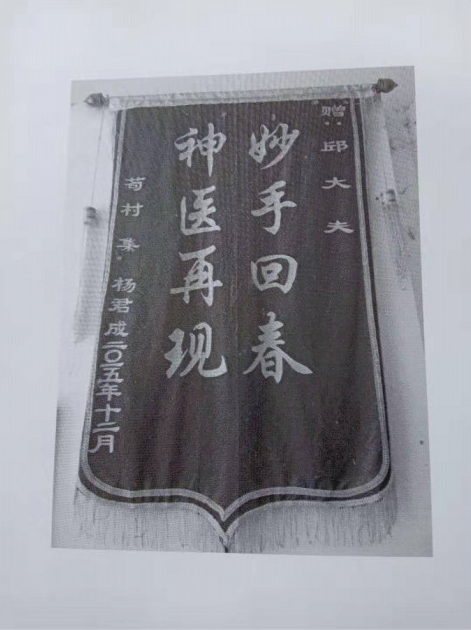 赠:邱大夫
妙手回春
神医再现
苟村集 杨君成二〇一五年十二月